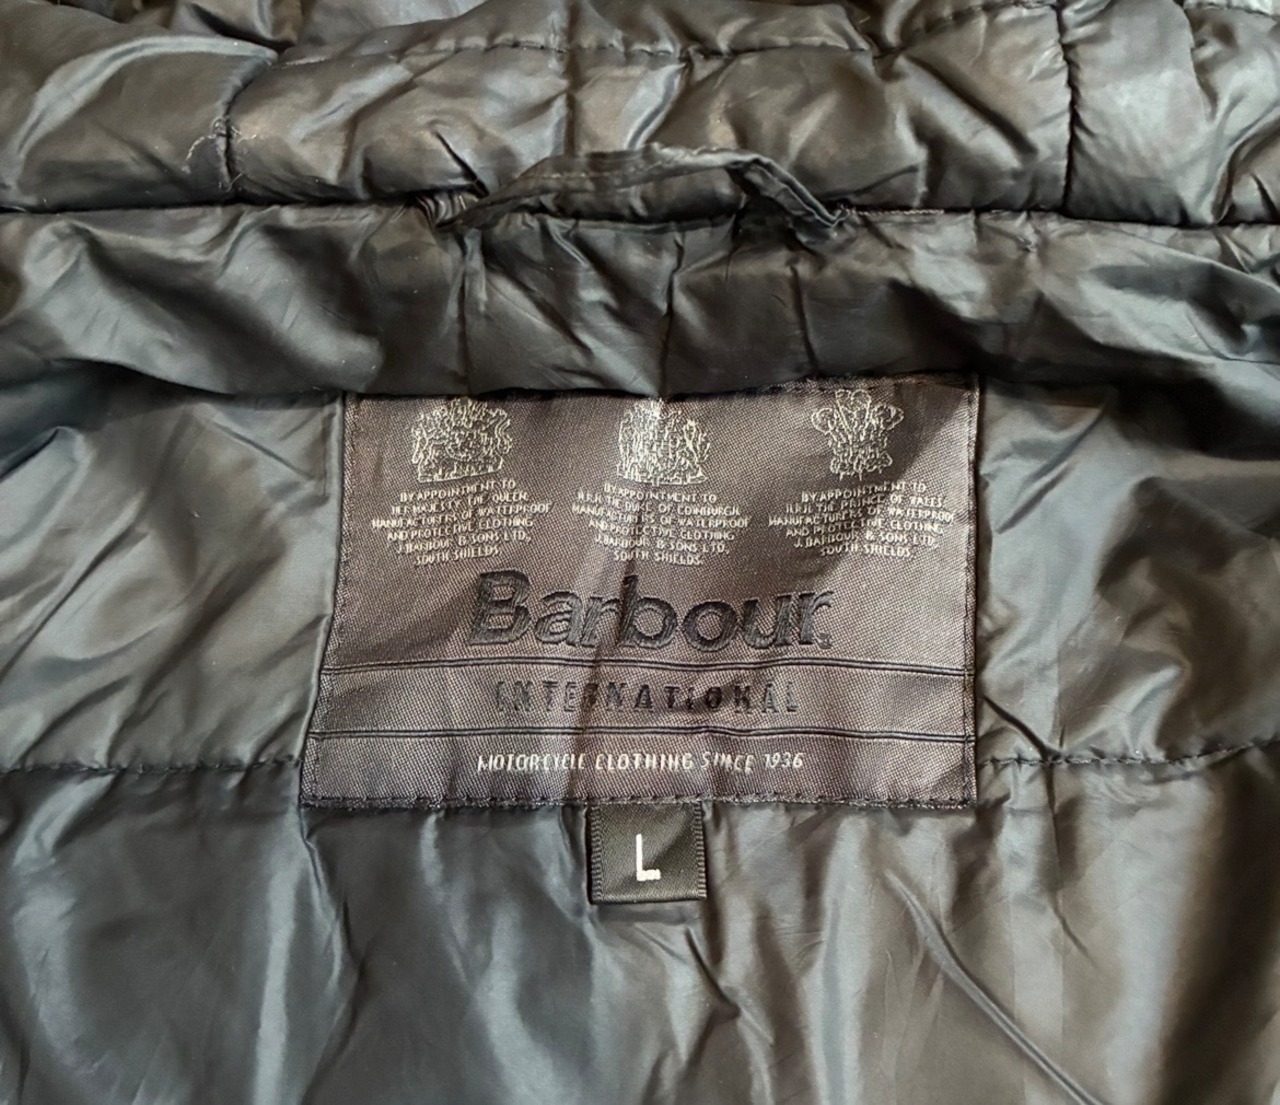 BY APPOINTMENT TO
HER MAJESTY THE QUEEN
MANUFACTURERS OF WATERPROOF
AND PROTECTIVE CLOTHING
J. BARBOUR & SONS LTD.
SOUTH SHIELDS
BY APPOINTMENT TO
H.R.H. THE DUKE OF EDINBURGH
MANUFACTURERS OF WATERPROOF
AND PROTECTIVE CLOTHING
J. BARBOUR & SONS LTD.
SOUTH SHIELDS
BY APPOINTMENT TO
H.R.H. THE PRINCE OF WALES
MANUFACTURERS OF WATERPROOF
AND PROTECTIVE CLOTHING
J. BARBOUR & SONS LTD.
SOUTH SHIELDS
Barbour
INTERNATIONAL
MOTORCYCLE CLOTHING SINCE 1936
L